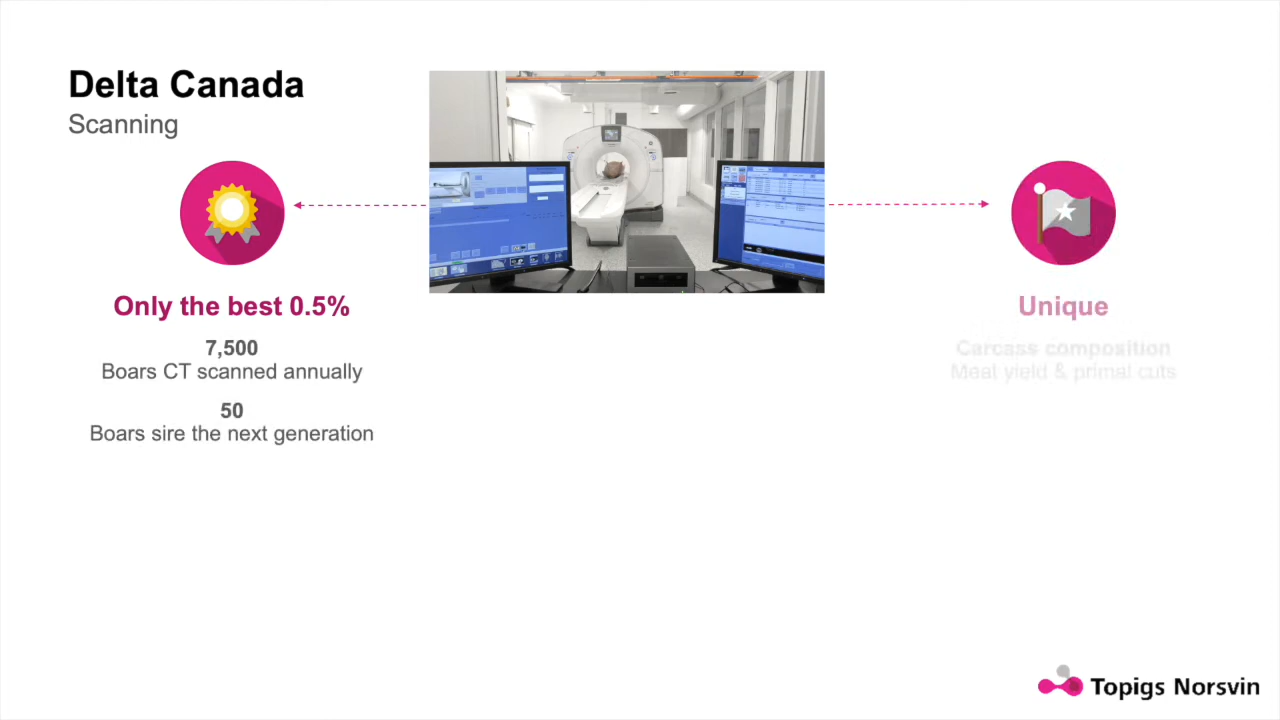 Delta Canada
Scanning
Only the best 0.5%
7,500
Boars CT scanned annually
50
Boars sire the next generation
Unique
Carcass composition
Meat yield & primal cuts
Topigs Norsvin